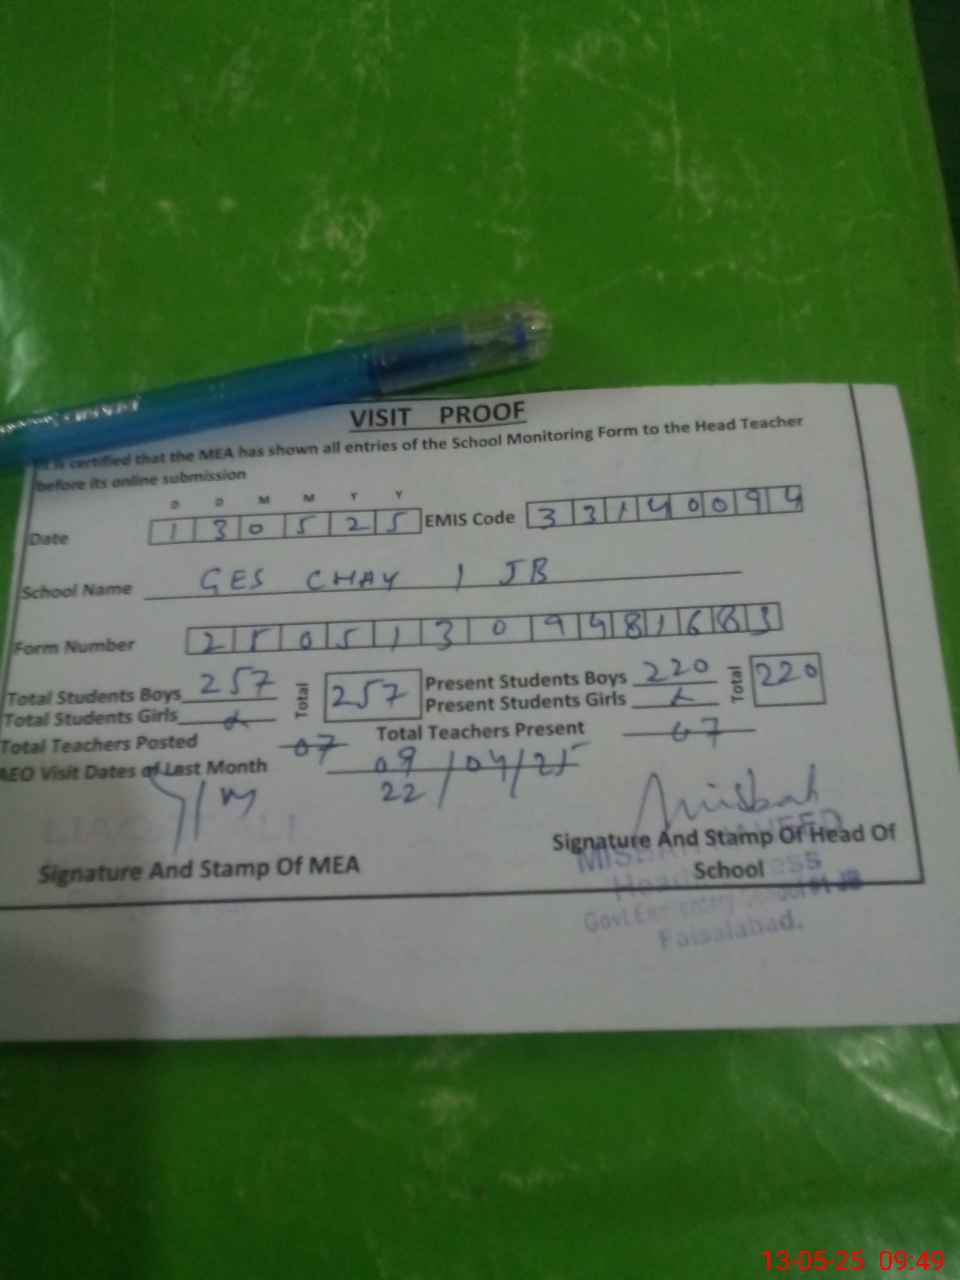 VISIT PROOF
It is certified that the MEA has shown all entries of the School Monitoring Form to the Head Teacher
before its online submission
D D M M Y Y
Date 1 3 0 5 2 5 EMIS Code 3 3 1 4 0 0 9 4
School Name GES CHAY 1 JB
Form Number 2 5 0 5 1 3 0 9 4 8 1 6 8 3
Total Students Boys 257 Total 257 Present Students Boys 220 Total 220
Total Students Girls Present Students Girls
Total Teachers Posted 07 Total Teachers Present 07
AEO Visit Dates of Last Month 09/04/25
22
Misbah
Signature And Stamp Of MEA Signature And Stamp Of Head Of School
Faisalabad.
13-05-25 09:49